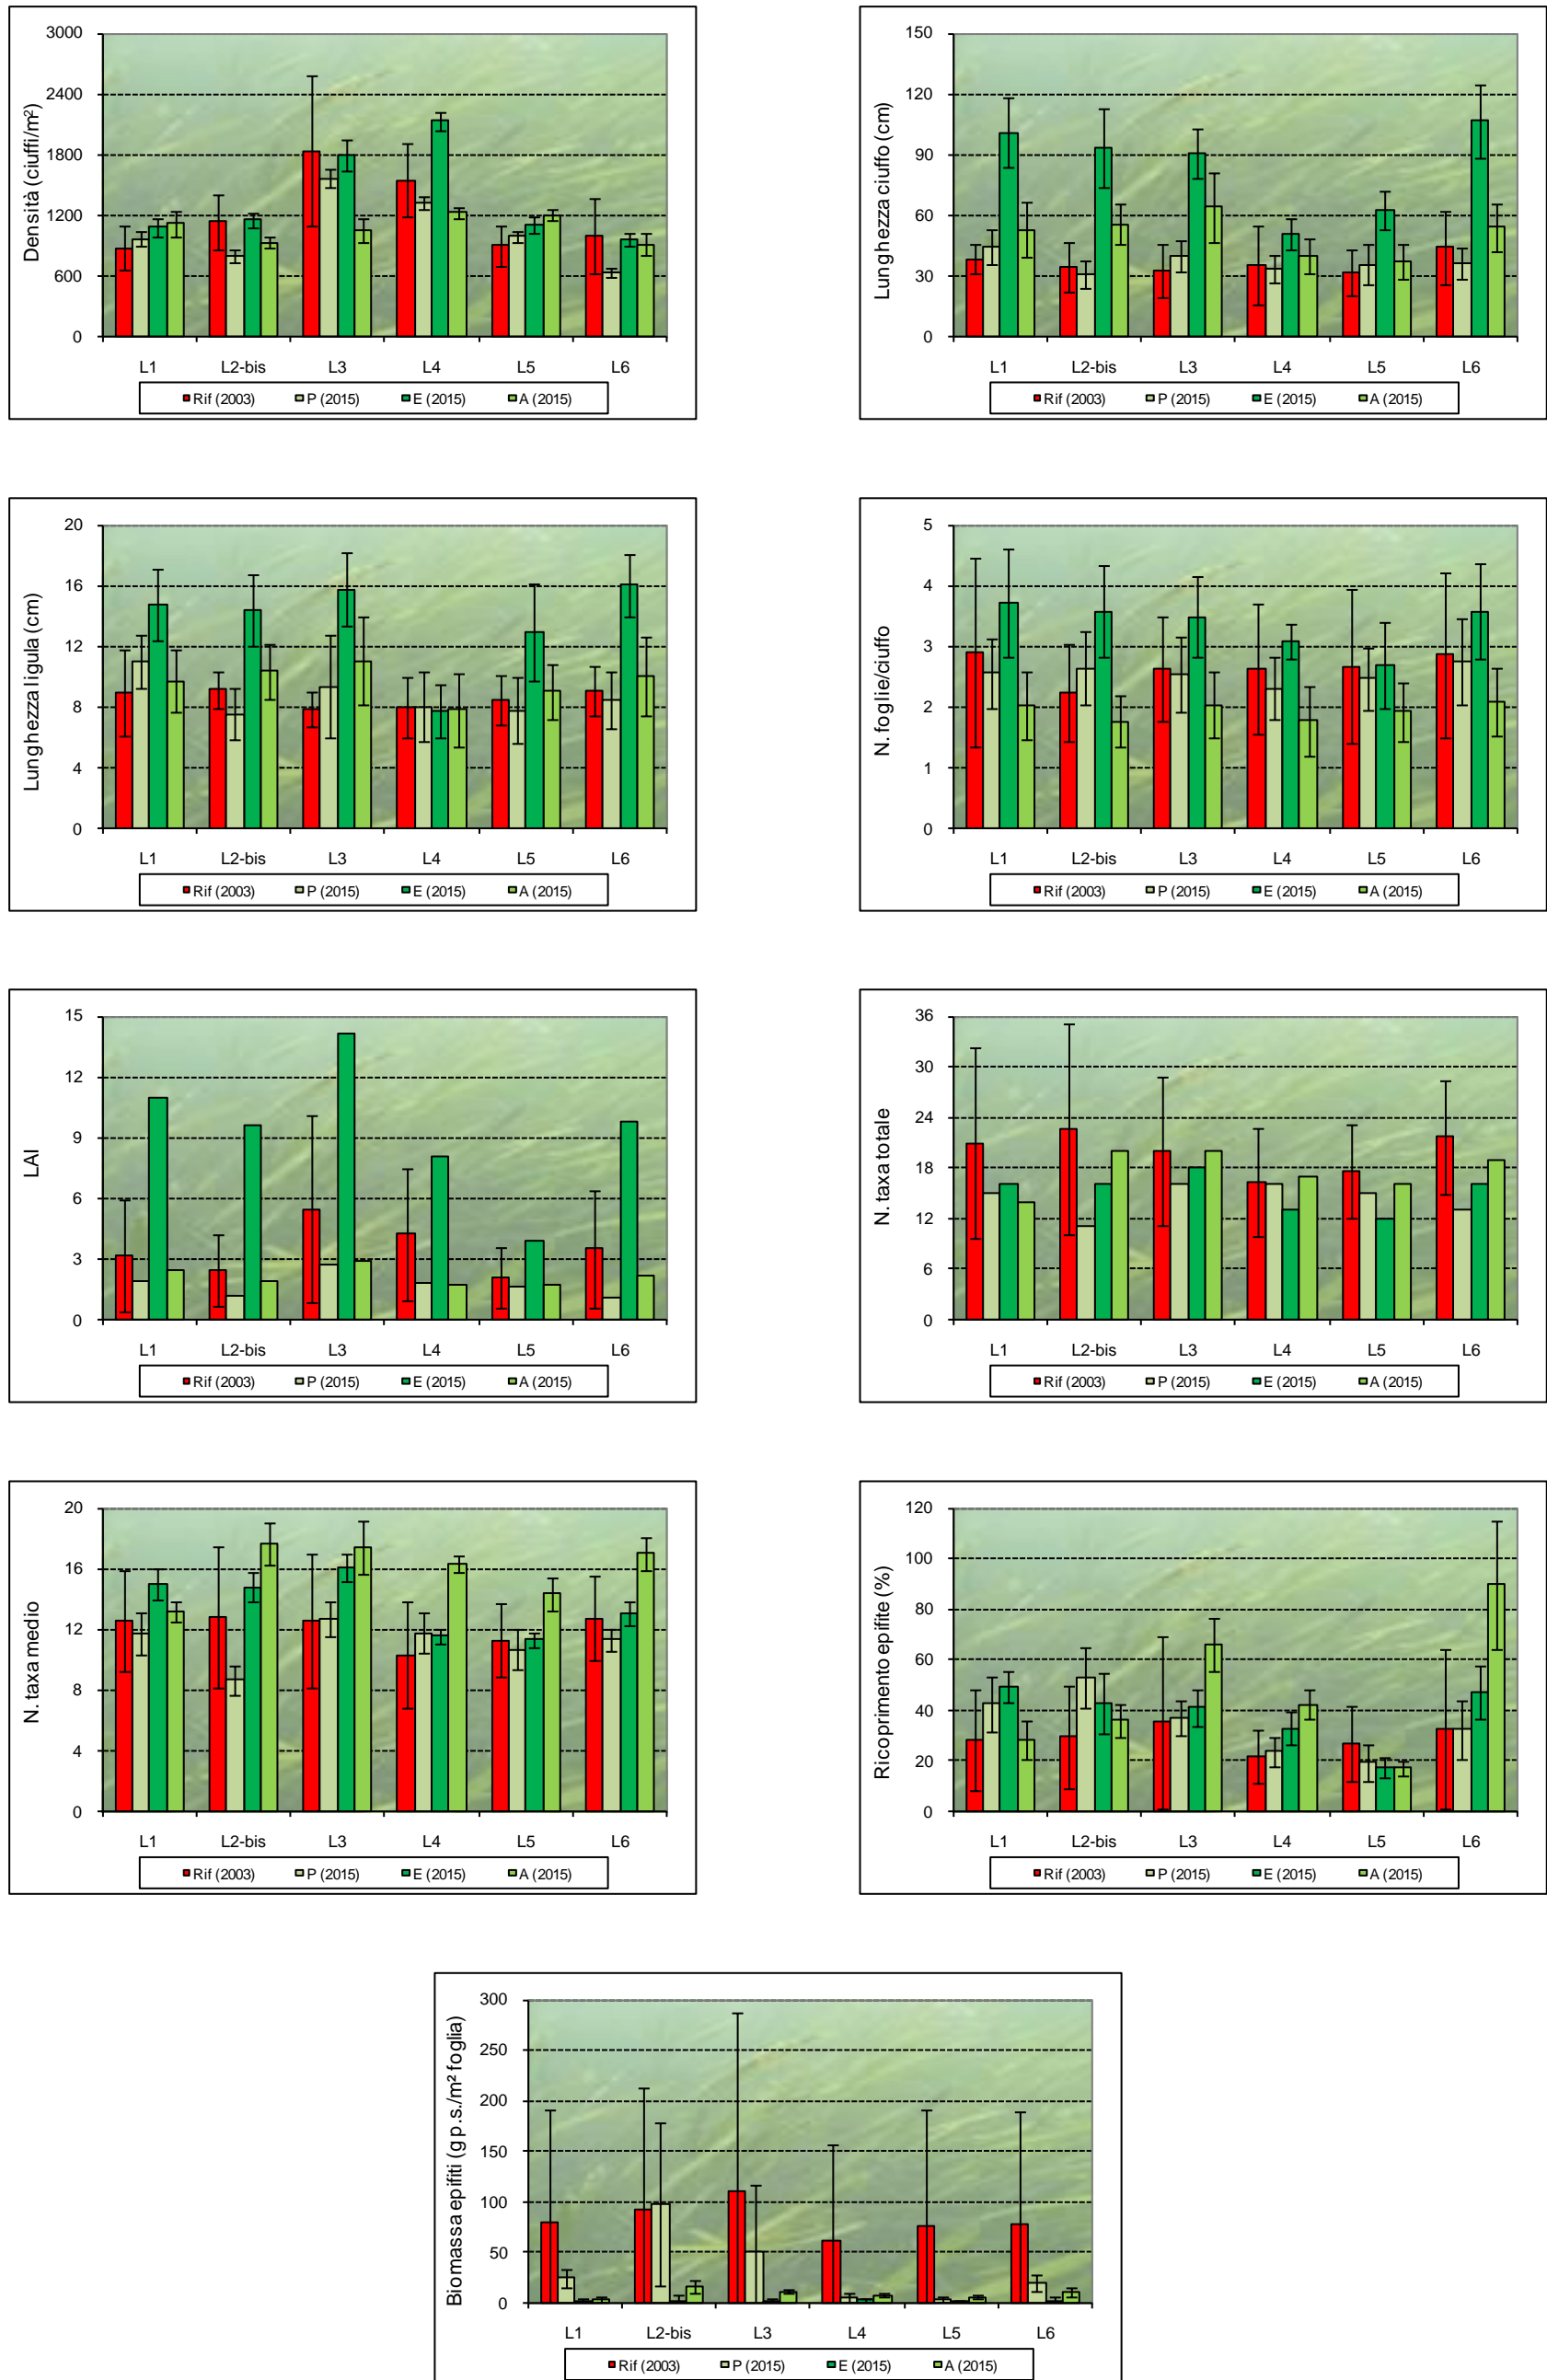 Densità (ciuffi/m²)
3000
2400
1800
1200
600
0
L1 L2-bis L3 L4 L5 L6
Rif (2003) P (2015) E (2015) A (2015)
Lunghezza ciuffo (cm)
150
120
90
60
30
0
L1 L2-bis L3 L4 L5 L6
Rif (2003) P (2015) E (2015) A (2015)
Lunghezza ligula (cm)
20
16
12
8
4
0
L1 L2-bis L3 L4 L5 L6
Rif (2003) P (2015) E (2015) A (2015)
N. foglie/ciuffo
5
4
3
2
1
0
L1 L2-bis L3 L4 L5 L6
Rif (2003) P (2015) E (2015) A (2015)
LAI
15
12
9
6
3
0
L1 L2-bis L3 L4 L5 L6
Rif (2003) P (2015) E (2015) A (2015)
N. taxa totale
36
30
24
18
12
6
0
L1 L2-bis L3 L4 L5 L6
Rif (2003) P (2015) E (2015) A (2015)
N. taxa medio
20
16
12
8
4
0
L1 L2-bis L3 L4 L5 L6
Rif (2003) P (2015) E (2015) A (2015)
Ricoprimento epifite (%)
120
100
80
60
40
20
0
L1 L2-bis L3 L4 L5 L6
Rif (2003) P (2015) E (2015) A (2015)
Biomassa epifiti (g p.s./m² foglia)
300
250
200
150
100
50
0
L1 L2-bis L3 L4 L5 L6
Rif (2003) P (2015) E (2015) A (2015)